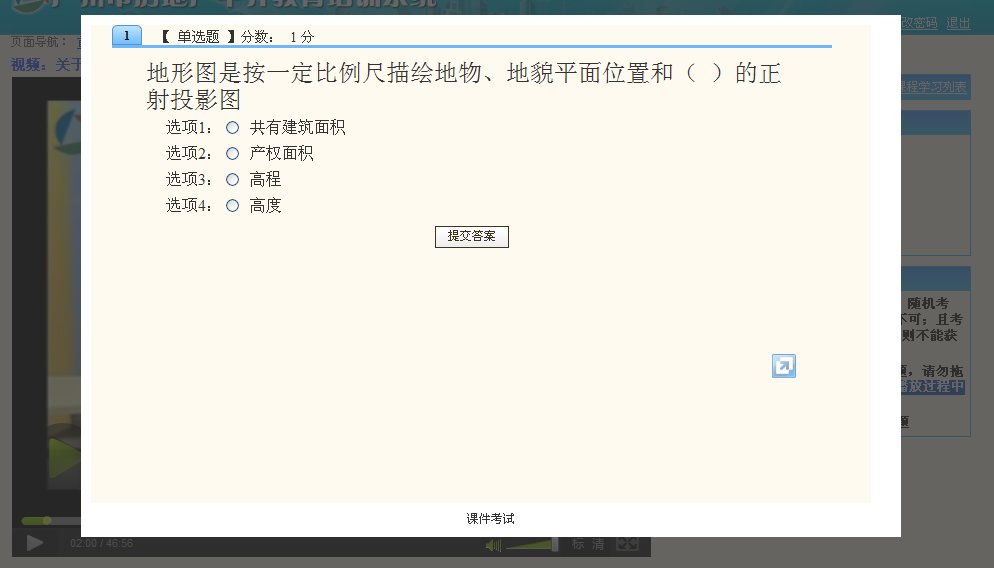 改密码 退出
页面导航：
视频：关于
程学习列表
1 【 单选题 】分数： 1 分
地形图是按一定比例尺描绘地物、地貌平面位置和（ ）的正
射投影图
选项1： 共有建筑面积
选项2： 产权面积
选项3： 高程
选项4： 高度
提交答案
随机考
不可；且考
则不能获
题，请勿拖
播放过程中
题
课件考试
02:00 / 46:56
标 清